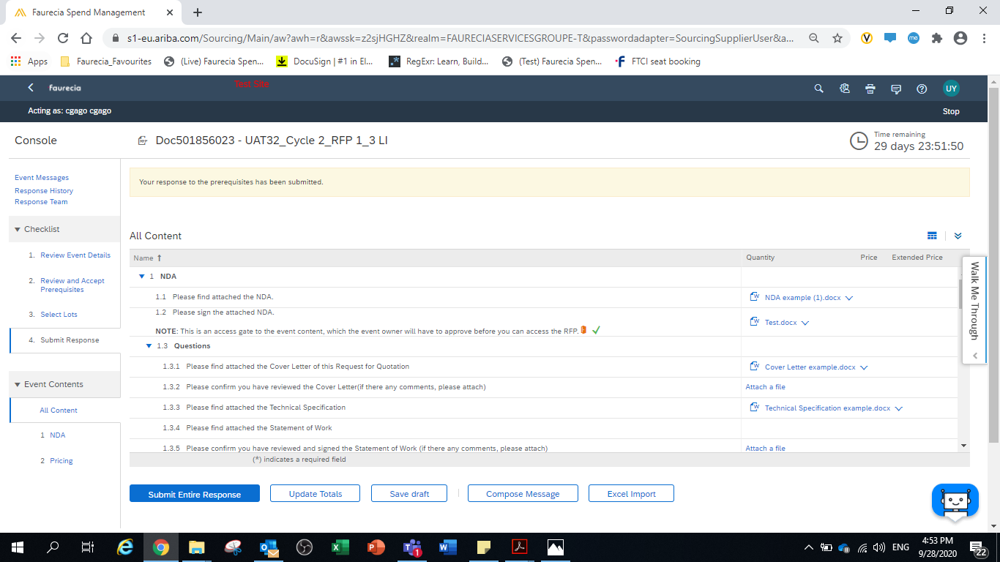 Faurecia Spend Management
s1-eu.ariba.com/Sourcing/Main/aw?awh=r&awssk=z2sjHGHZ&realm=FAURECIASERVICESGROUPE-T&passwordadapter=SourcingSupplierUser&a...
Apps
Faurecia_Favourites
(Live) Faurecia Spen...
DocuSign | #1 in El...
RegExr: Learn, Build...
(Test) Faurecia Spen...
FTCI seat booking
faurecia
Test Site
UY
Acting as: cgago cgago
Stop
Console
Doc501856023 - UAT32_Cycle 2_RFP 1_3 LI
Time remaining
29 days 23:51:50
Event Messages
Response History
Response Team
Your response to the prerequisites has been submitted.
Checklist
1. Review Event Details
2. Review and Accept
Prerequisites
3. Select Lots
4. Submit Response
Event Contents
All Content
1 NDA
2 Pricing
All Content
Name ↑ Quantity Price Extended Price
1 NDA
1.1 Please find attached the NDA. NDA example (1).docx
1.2 Please sign the attached NDA.
Test.docx
NOTE: This is an access gate to the event content, which the event owner will have to approve before you can access the RFP.
1.3 Questions
1.3.1 Please find attached the Cover Letter of this Request for Quotation Cover Letter example.docx
1.3.2 Please confirm you have reviewed the Cover Letter(if there any comments, please attach) Attach a file
1.3.3 Please find attached the Technical Specification Technical Specification example.docx
1.3.4 Please find attached the Statement of Work
1.3.5 Please confirm you have reviewed and signed the Statement of Work (if there any comments, please attach) Attach a file
(*) indicates a required field
Walk Me Through
Submit Entire Response
Update Totals
Save draft
Compose Message
Excel Import
ENG
4:53 PM
9/28/2020
22
1